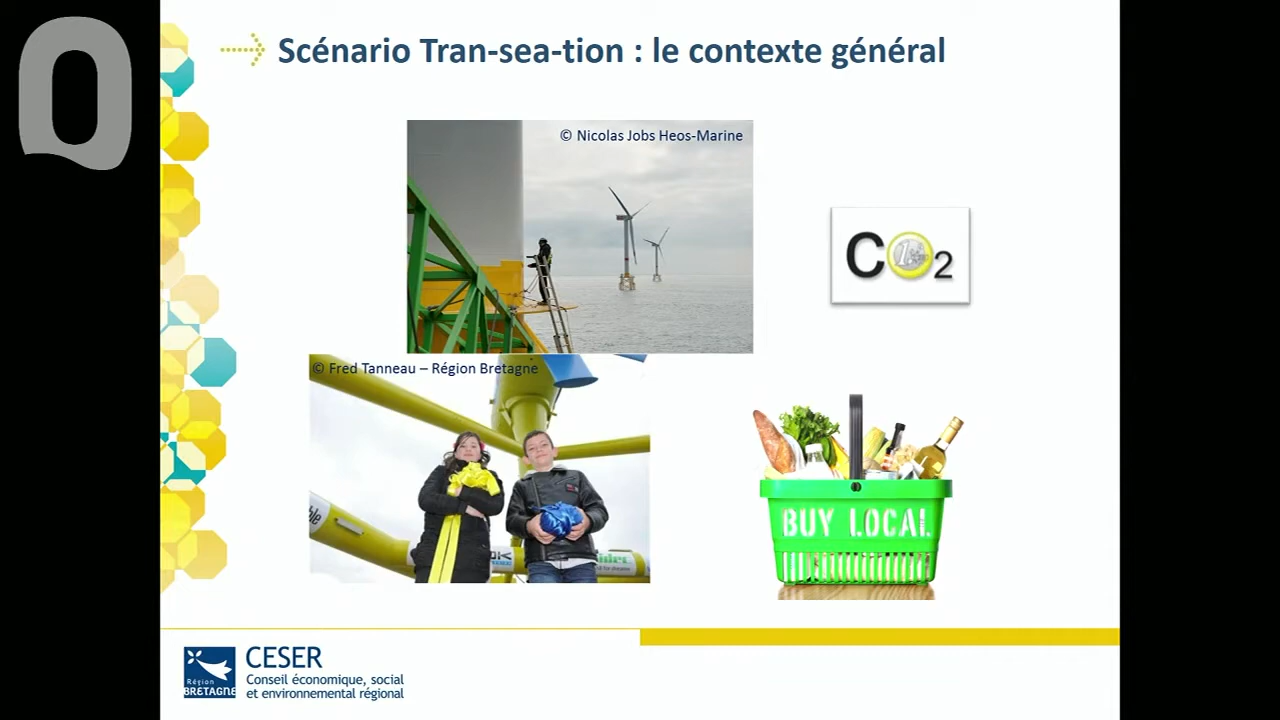 Scénario Tran-sea-tion : le contexte général
© Nicolas Jobs Heos-Marine
CO2
© Fred Tanneau – Région Bretagne
BUY LOCAL
Région
BRETAGNE
CESER
Conseil économique, social
et environnemental régional